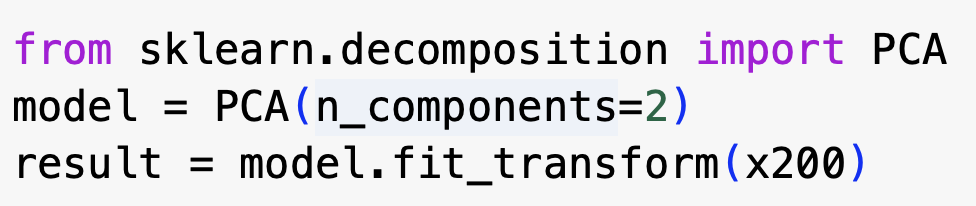 from sklearn.decomposition import PCA
model = PCA(n_components=2)
result = model.fit_transform(x200)